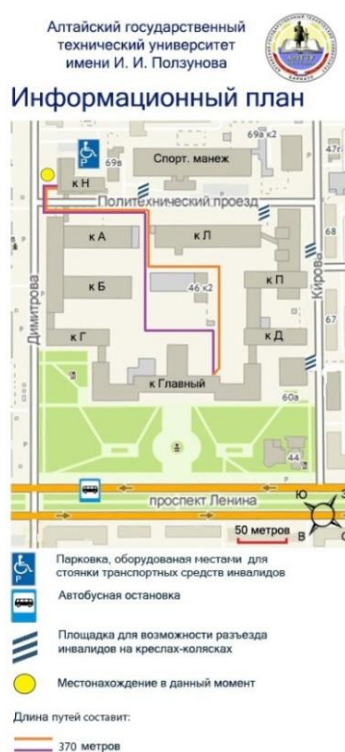 Алтайский государственный
технический университет
имени И. И. Ползунова
Информационный план
69в
69а к2
Спорт. манеж
к Н
Политехнический проезд
47г
к А
к Л
68
к П
к Б
46 к2
Димитрова
Кирова
к Г
к Д
67
к Главный
60а
44
проспект Ленина
Ю
З
В
С
50 метров
Парковка, оборудованая местами для
стоянки транспортных средств инвалидов
Автобусная остановка
Площадка для возможности разъезда
инвалидов на креслах-колясках
Местонахождение в данный момент
Длина путей составит:
370 метров